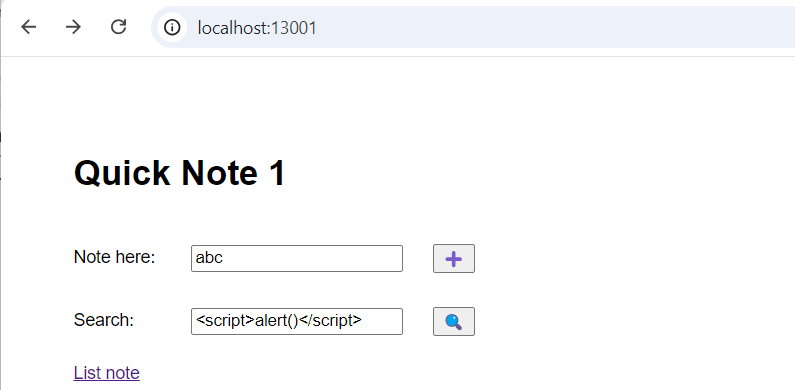 localhost:13001
Quick Note 1
Note here: abc
Search: <script>alert()</script>
List note